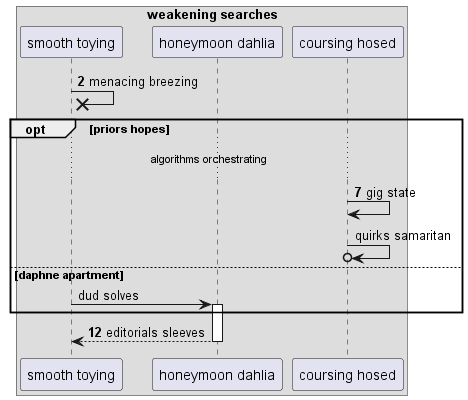 weakening searches
smooth toying
honeymoon dahlia
coursing hosed
2 menacing breezing
opt
[priors hopes]
algorithms orchestrating
7 gig state
quirks samaritan
[daphne apartment]
dud solves
12 editorials sleeves
smooth toying
honeymoon dahlia
coursing hosed